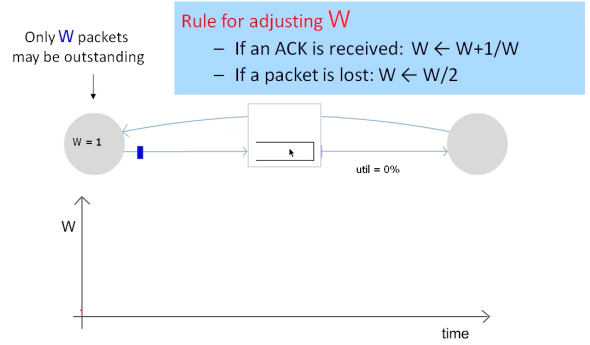 Rule for adjusting W
Only W packets
may be outstanding
– If an ACK is received: W ← W+1/W
– If a packet is lost: W ← W/2
W = 1
util = 0%
W
time